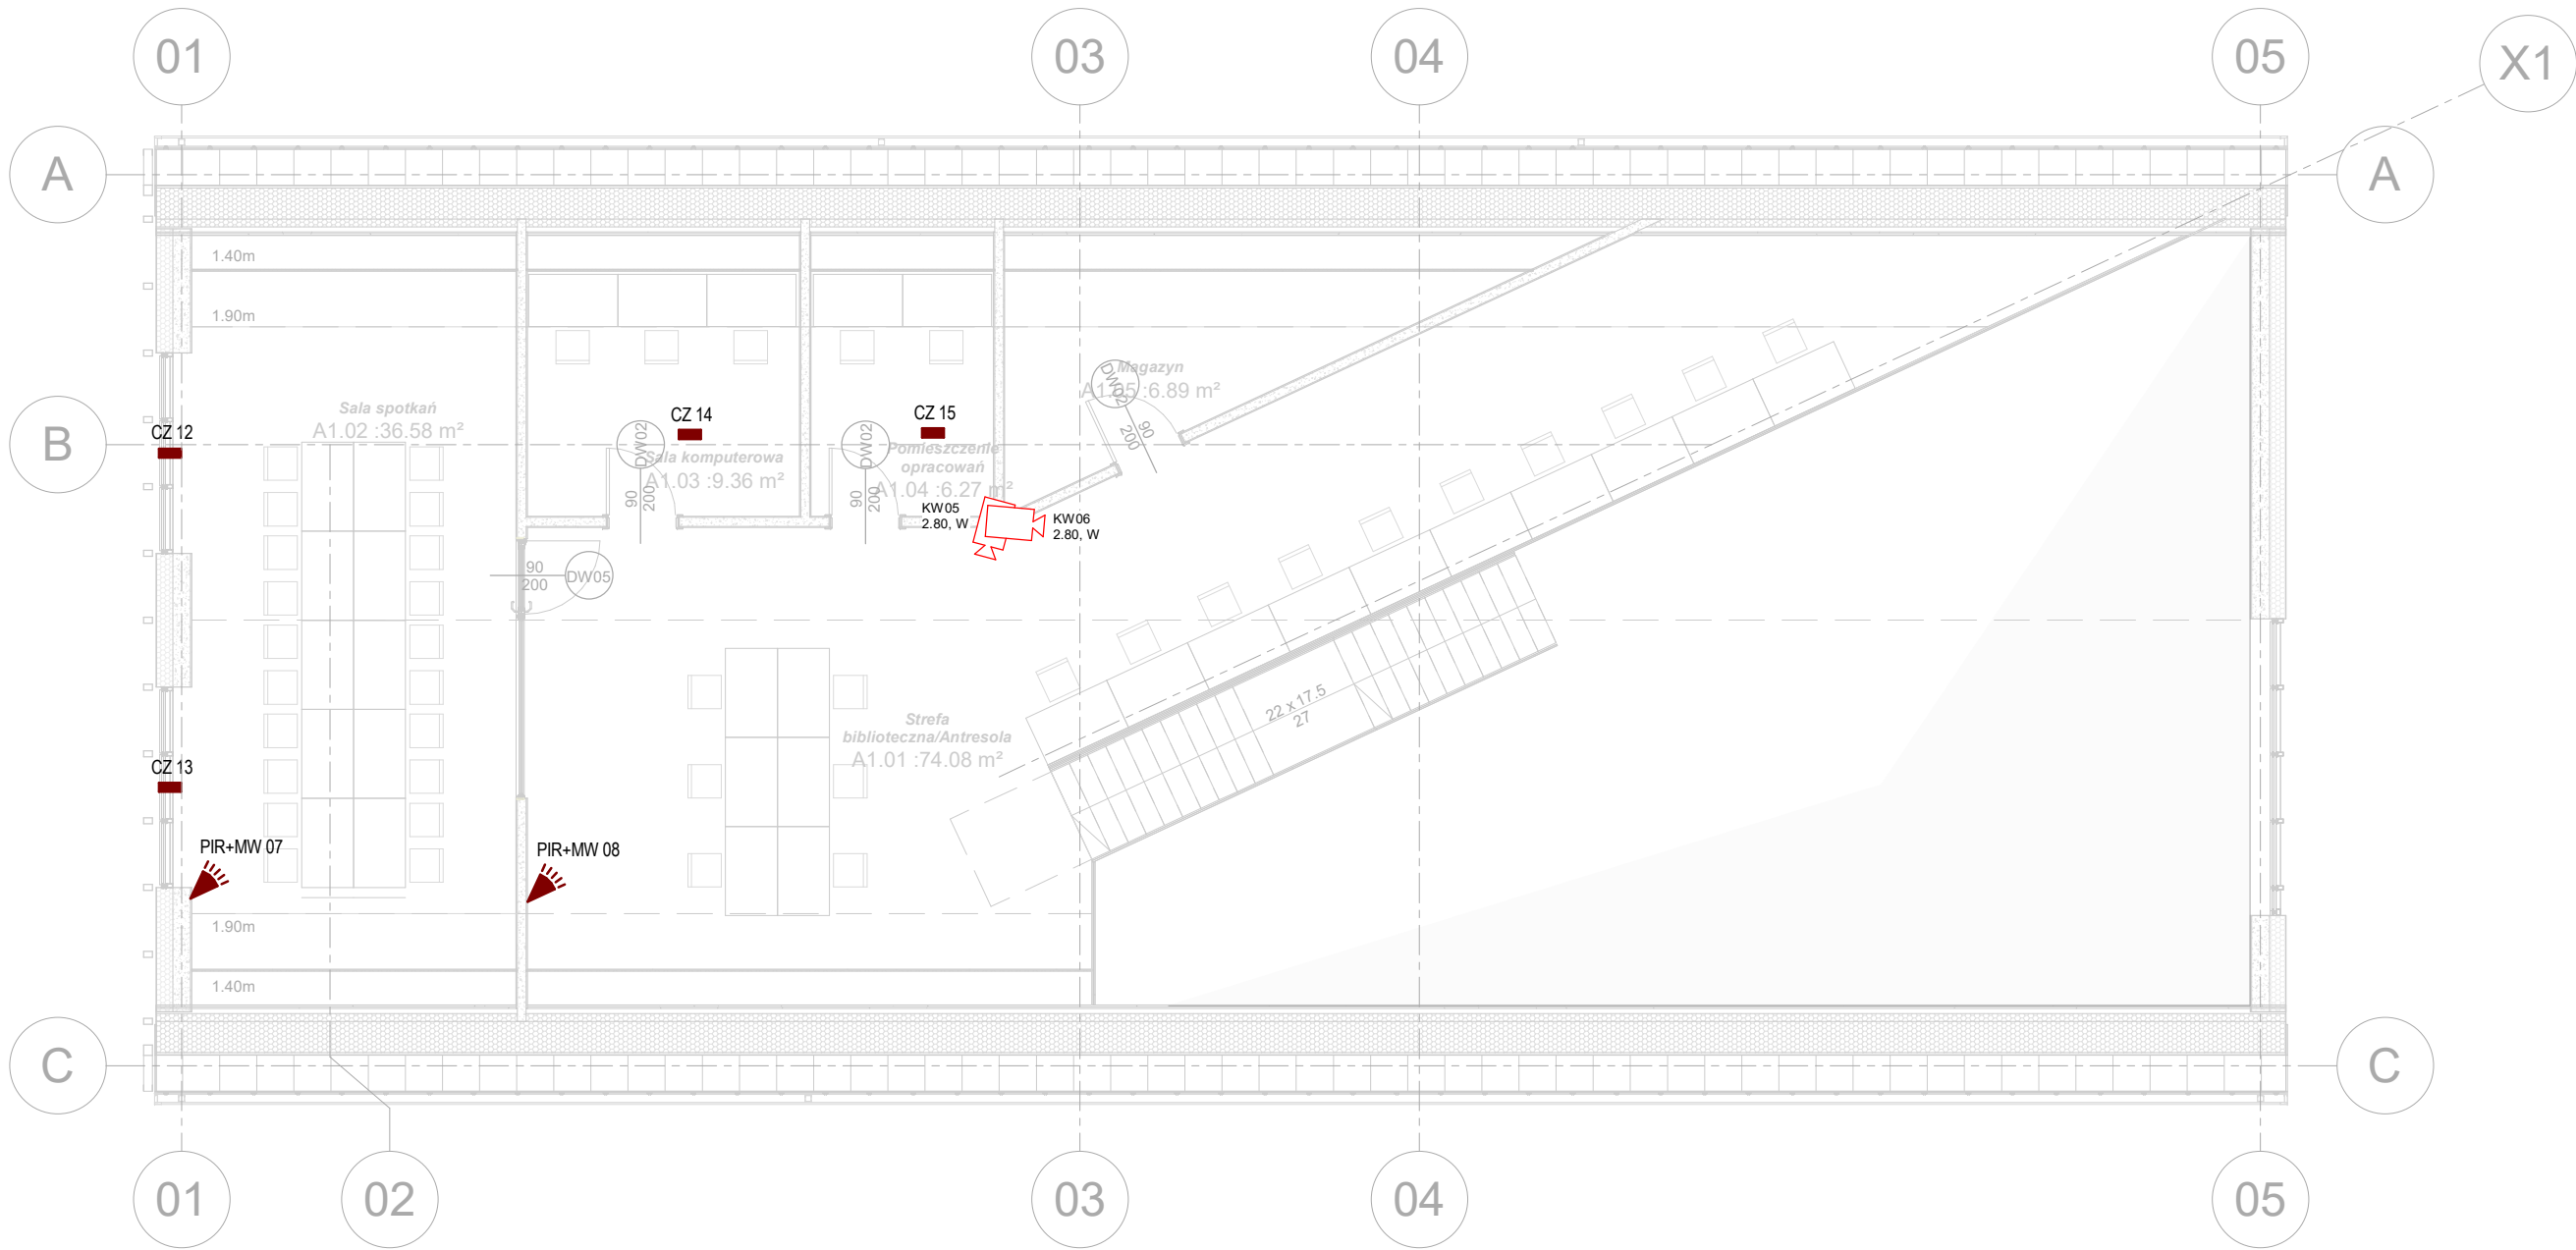 01
03
04
05
X1
A
A
1.40m
1.90m
Magazyn
A1.05 :6.89 m²
DW02
90
200
Sala spotkań
A1.02 :36.58 m²
CZ 14
CZ 15
B
CZ 12
DW02
90
200
Sala komputerowa
A1.03 :9.36 m²
DW02
90
200
Pomieszczenie
opracowań
A1.04 :6.27 m²
KW05
2.80, W
KW06
2.80, W
90
200
DW05
22 x 17.5
27
Strefa
biblioteczna/Antresola
A1.01 :74.08 m²
CZ 13
PIR+MW 07
PIR+MW 08
1.90m
1.40m
C
C
01
02
03
04
05